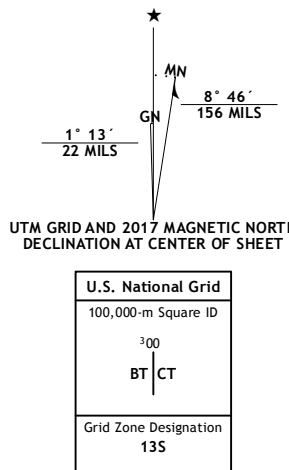 MN
GN
8° 46´
156 MILS
1° 13´
22 MILS
UTM GRID AND 2017 MAGNETIC NORTH
DECLINATION AT CENTER OF SHEET
U.S. National Grid
100,000-m Square ID
³00
BT CT
Grid Zone Designation
13S